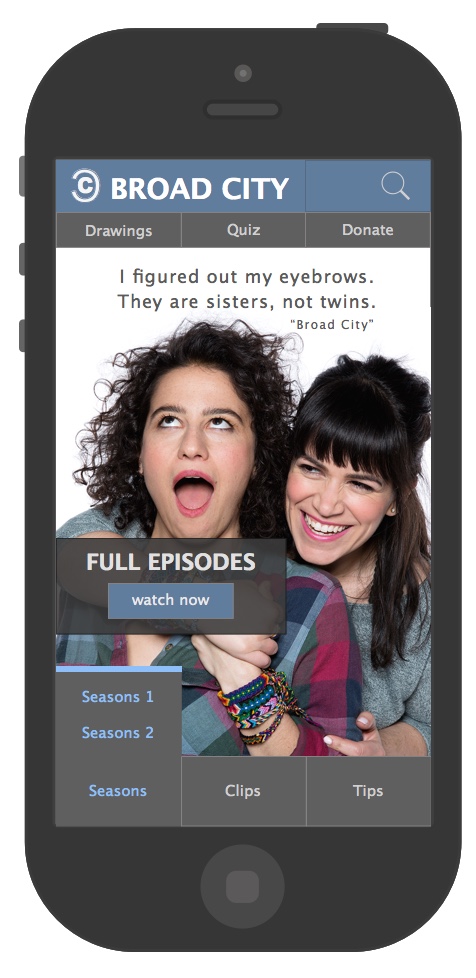 BROAD CITY
Drawings Quiz Donate
I figured out my eyebrows.
They are sisters, not twins.
“Broad City”
FULL EPISODES
watch now
Seasons 1
Seasons 2
Seasons Clips Tips